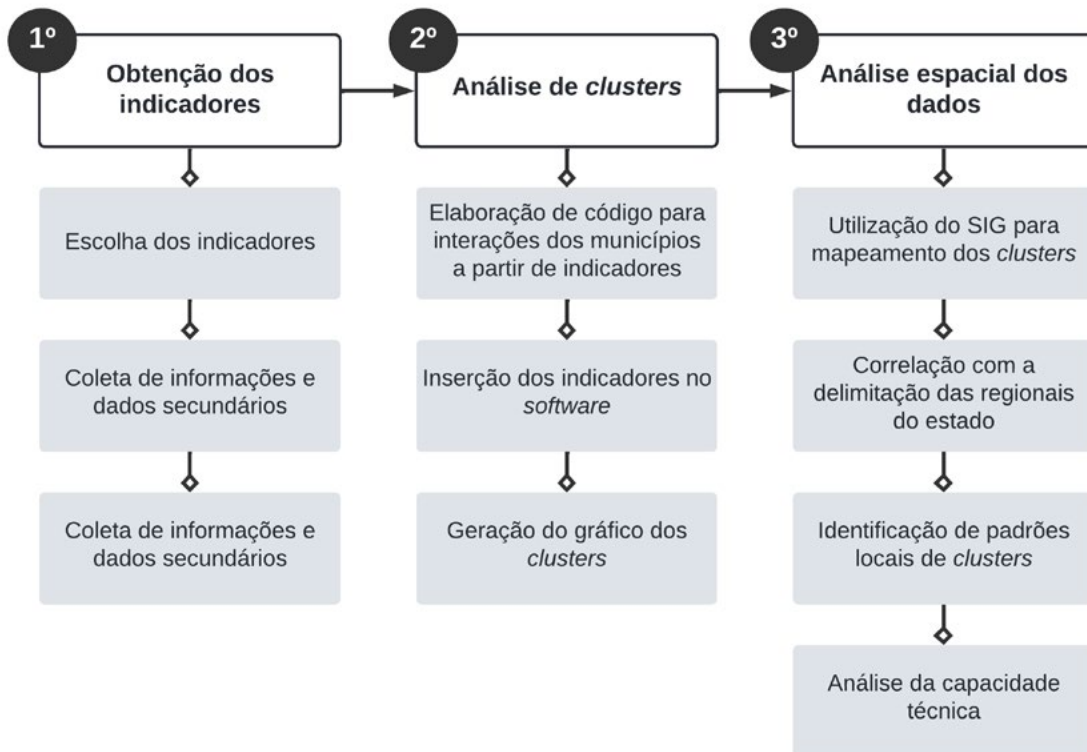 1º
Obtenção dos
indicadores
Escolha dos indicadores
Coleta de informações e
dados secundários
Coleta de informações e
dados secundários
2º
Análise de clusters
Elaboração de código para
interações dos municípios
a partir de indicadores
Inserção dos indicadores no
software
Geração do gráfico dos
clusters
3º
Análise espacial dos
dados
Utilização do SIG para
mapeamento dos clusters
Correlação com a
delimitação das regionais
do estado
Identificação de padrões
locais de clusters
Análise da capacidade
técnica